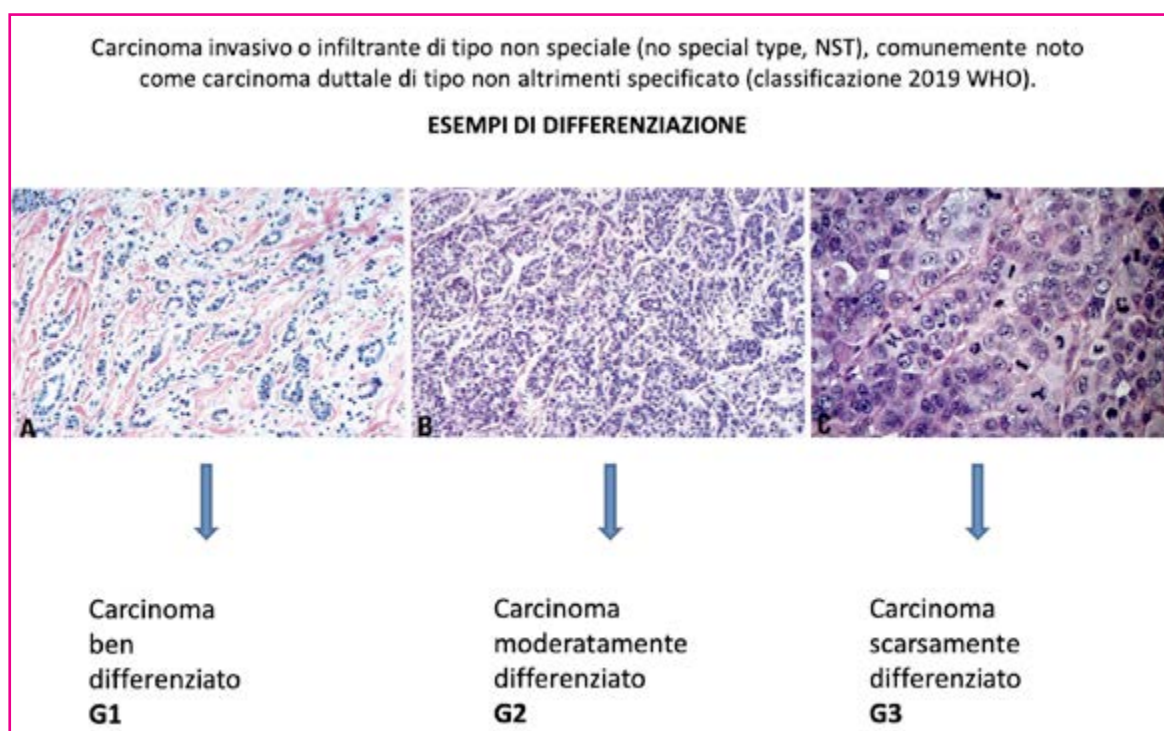 Carcinoma invasivo o infiltrante di tipo non speciale (no special type, NST), comunemente noto
come carcinoma duttale di tipo non altrimenti specificato (classificazione 2019 WHO).
ESEMPI DI DIFFERENZIAZIONE
A
B
C
Carcinoma
ben
differenziato
G1
Carcinoma
moderatamente
differenziato
G2
Carcinoma
scarsamente
differenziato
G3